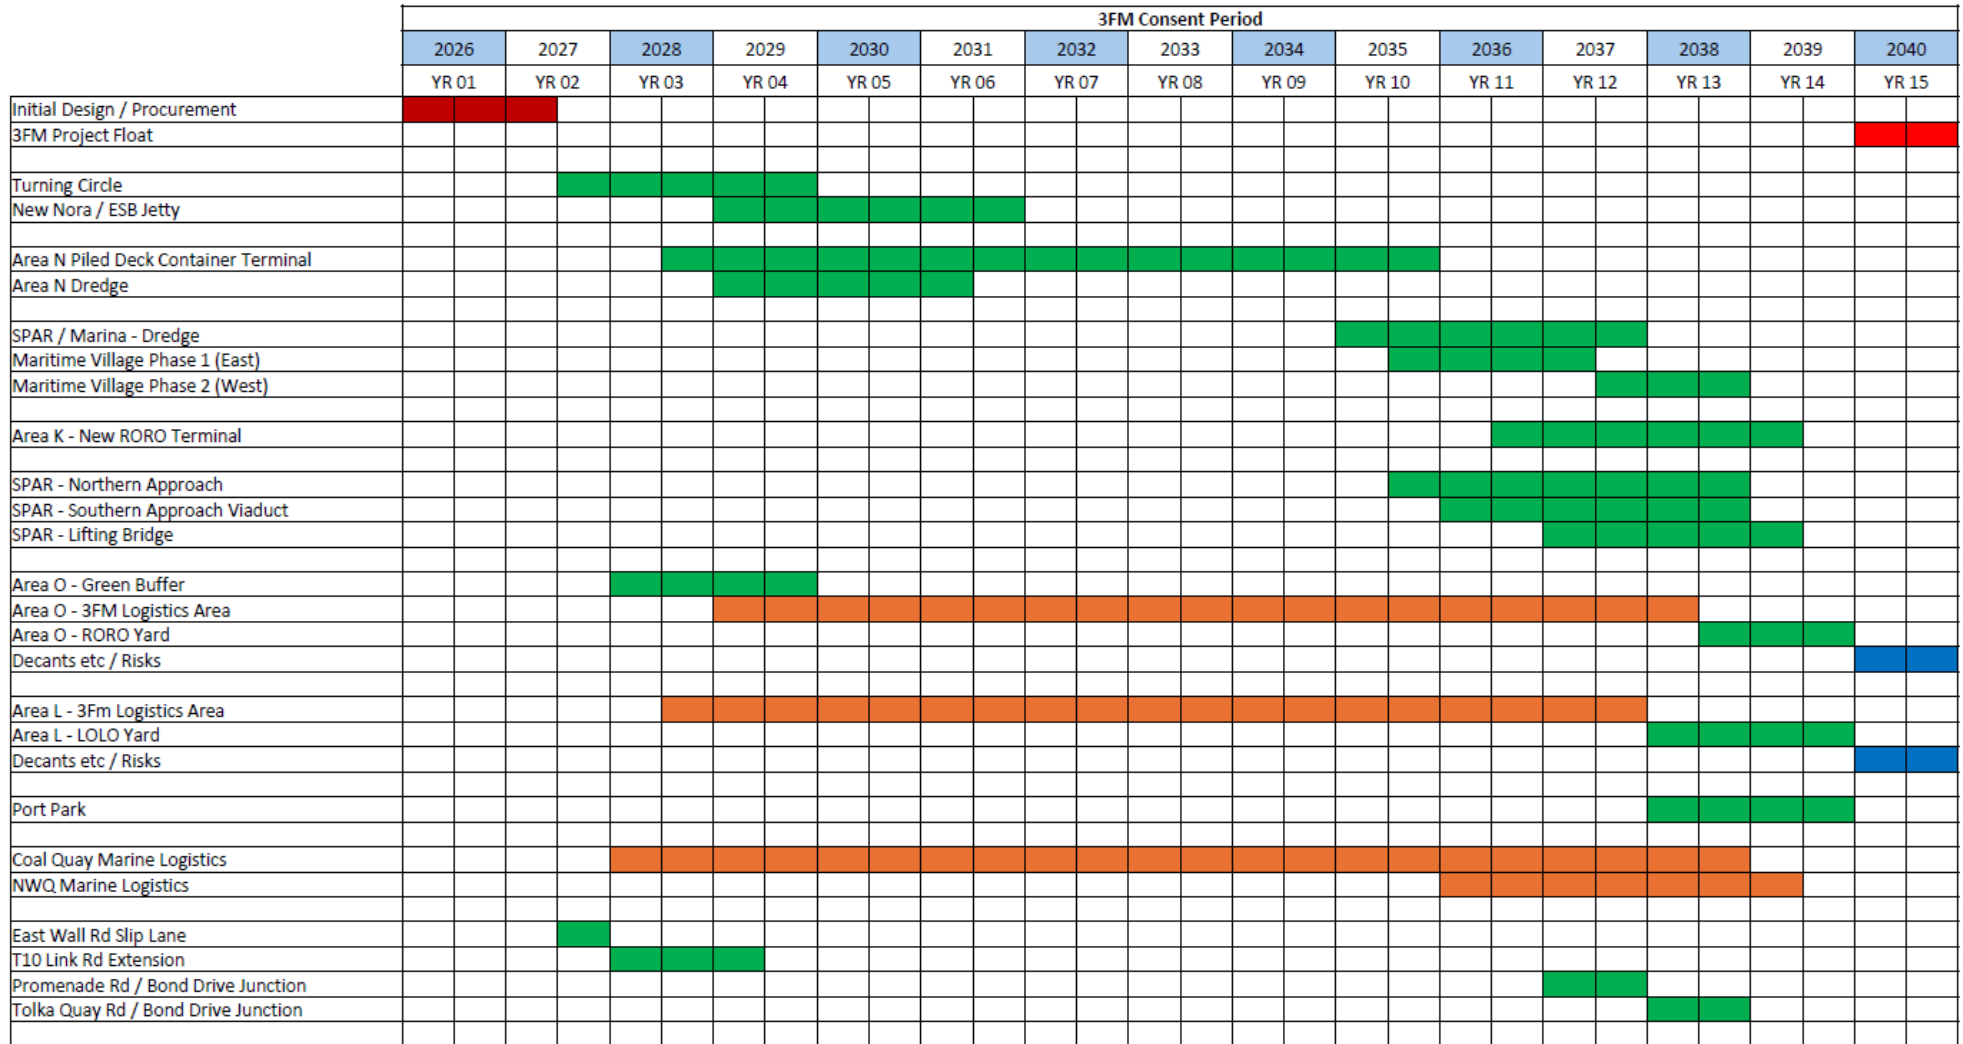 3FM Consent Period
2026 2027 2028 2029 2030 2031 2032 2033 2034 2035 2036 2037 2038 2039 2040
YR 01 YR 02 YR 03 YR 04 YR 05 YR 06 YR 07 YR 08 YR 09 YR 10 YR 11 YR 12 YR 13 YR 14 YR 15
Initial Design / Procurement
3FM Project Float
Turning Circle
New Nora / ESB Jetty
Area N Piled Deck Container Terminal
Area N Dredge
SPAR / Marina - Dredge
Maritime Village Phase 1 (East)
Maritime Village Phase 2 (West)
Area K - New RORO Terminal
SPAR - Northern Approach
SPAR - Southern Approach Viaduct
SPAR - Lifting Bridge
Area O - Green Buffer
Area O - 3FM Logistics Area
Area O - RORO Yard
Decants etc / Risks
Area L - 3Fm Logistics Area
Area L - LOLO Yard
Decants etc / Risks
Port Park
Coal Quay Marine Logistics
NWQ Marine Logistics
East Wall Rd Slip Lane
T10 Link Rd Extension
Promenade Rd / Bond Drive Junction
Tolka Quay Rd / Bond Drive Junction